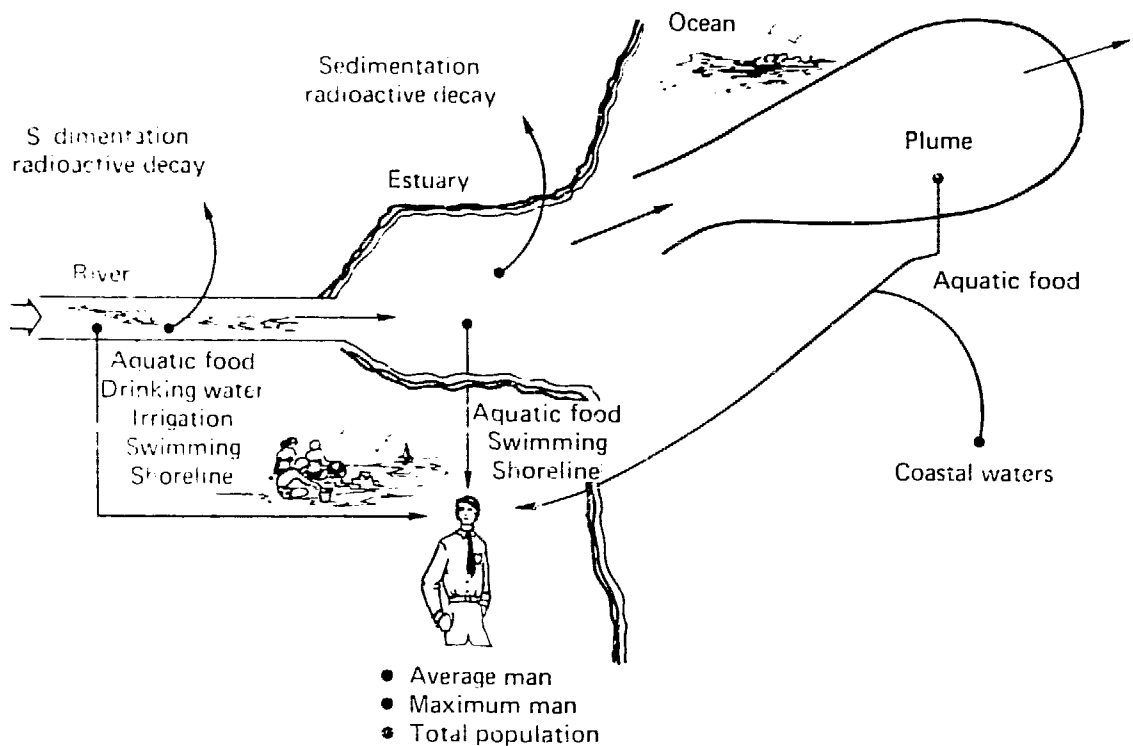 Ocean
Sedimentation
radioactive decay
S dimentation
radioactive decay
Estuary
Plume
River
Aquatic food
Aquatic food
Drinking water
Irrigation
Swimming
Shoreline
Aquatic food
Swimming
Shoreline
Coastal waters
Average man
Maximum man
Total population